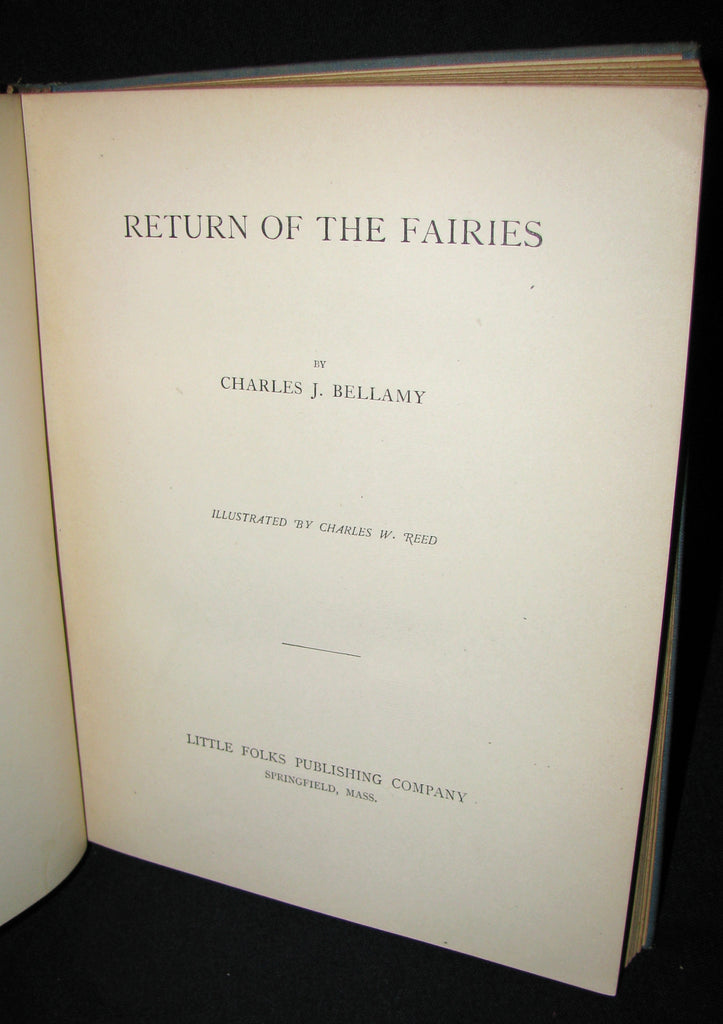 RETURN OF THE FAIRIES
BY
CHARLES J. BELLAMY
ILLUSTRATED BY CHARLES W. REED
LITTLE FOLKS PUBLISHING COMPANY
SPRINGFIELD, MASS.